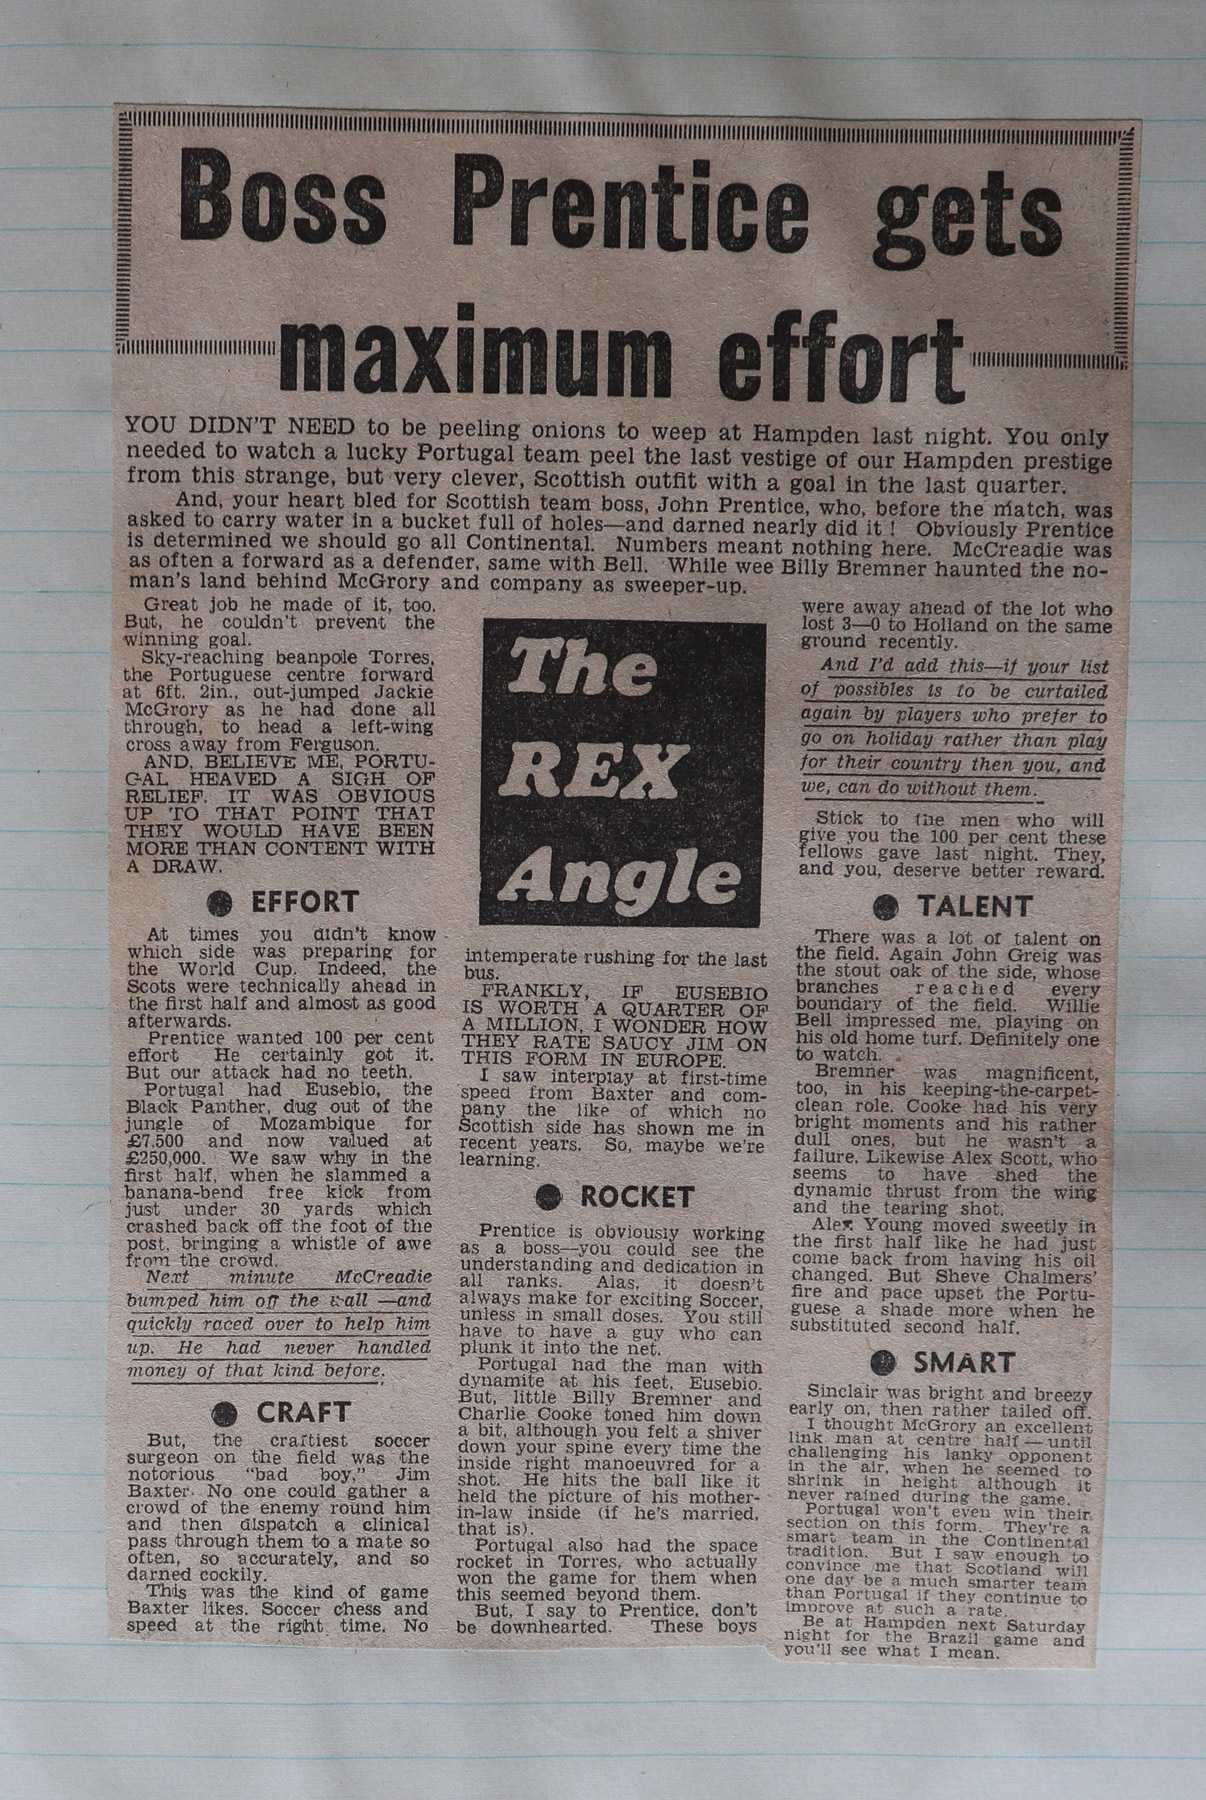 Boss Prentice gets
maximum effort
YOU DIDN'T NEED to be peeling onions to weep at Hampden last night. You only
needed to watch a lucky Portugal team peel the last vestige of our Hampden prestige
from this strange, but very clever, Scottish outfit with a goal in the last quarter.
And, your heart bled for Scottish team boss, John Prentice, who, before the match, was
asked to carry water in a bucket full of holes—and darned nearly did it ! Obviously Prentice
is determined we should go all Continental. Numbers meant nothing here. McCreadie was
as often a forward as a defender, same with Bell. While wee Billy Bremner haunted the no-
man's land behind McGrory and company as sweeper-up.
Great job he made of it, too.
But, he couldn't prevent the
winning goal.
Sky-reaching beanpole Torres,
the Portuguese centre forward
at 6ft. 2in., out-jumped Jackie
McGrory as he had done all
through, to head a left-wing
cross away from Ferguson.
AND, BELIEVE ME, PORTU-
GAL HEAVED A SIGH OF
RELIEF. IT WAS OBVIOUS
UP TO THAT POINT THAT
THEY WOULD HAVE BEEN
MORE THAN CONTENT WITH
A DRAW.
● EFFORT
At times you didn't know
which side was preparing for
the World Cup. Indeed, the
Scots were technically ahead in
the first half and almost as good
afterwards.
Prentice wanted 100 per cent
effort He certainly got it.
But our attack had no teeth.
Portugal had Eusebio, the
Black Panther, dug out of the
jungle of Mozambique for
£7,500 and now valued at
£250,000. We saw why in the
first half, when he slammed a
banana-bend free kick from
just under 30 yards which
crashed back off the foot of the
post, bringing a whistle of awe
from the crowd.
Next minute McCreadie
bumped him off the ball —and
quickly raced over to help him
up. He had never handled
money of that kind before.
● CRAFT
But, the craftiest soccer
surgeon on the field was the
notorious "bad boy," Jim
Baxter. No one could gather a
crowd of the enemy round him
and then dispatch a clinical
pass through them to a mate so
often, so accurately, and so
darned cockily.
This was the kind of game
Baxter likes. Soccer chess and
speed at the right time. No
The
REX
Angle
intemperate rushing for the last
bus.
FRANKLY, IF EUSEBIO
IS WORTH A QUARTER OF
A MILLION, I WONDER HOW
THEY RATE SAUCY JIM ON
THIS FORM IN EUROPE.
I saw interplay at first-time
speed from Baxter and com-
pany the like of which no
Scottish side has shown me in
recent years. So, maybe we're
learning.
● ROCKET
Prentice is obviously working
as a boss—you could see the
understanding and dedication in
all ranks. Alas, it doesn't
always make for exciting Soccer,
unless in small doses. You still
have to have a guy who can
plunk it into the net.
Portugal had the man with
dynamite at his feet, Eusebio.
But, little Billy Bremner and
Charlie Cooke toned him down
a bit, although you felt a shiver
down your spine every time the
inside right manoeuvred for a
shot. He hits the ball like it
held the picture of his mother-
in-law inside (if he's married,
that is).
Portugal also had the space
rocket in Torres, who actually
won the game for them when
this seemed beyond them.
But, I say to Prentice, don't
be downhearted. These boys
were away ahead of the lot who
lost 3—0 to Holland on the same
ground recently.
And I'd add this—if your list
of possibles is to be curtailed
again by players who prefer to
go on holiday rather than play
for their country then you, and
we, can do without them.
Stick to the men who will
give you the 100 per cent these
fellows gave last night. They,
and you, deserve better reward.
● TALENT
There was a lot of talent on
the field. Again John Greig was
the stout oak of the side, whose
branches reached every
boundary of the field. Willie
Bell impressed me, playing on
his old home turf. Definitely one
to watch.
Bremner was magnificent,
too, in his keeping-the-carpet-
clean role. Cooke had his very
bright moments and his rather
dull ones, but he wasn't a
failure. Likewise Alex Scott, who
seems to have shed the
dynamic thrust from the wing
and the tearing shot.
Alex Young moved sweetly in
the first half like he had just
come back from having his oil
changed. But Sheve Chalmers'
fire and pace upset the Portu-
guese a shade more when he
substituted second half.
● SMART
Sinclair was bright and breezy
early on, then rather tailed off.
I thought McGrory an excellent
link man at centre half—until
challenging his lanky opponent
in the air, when he seemed to
shrink in height although it
never rained during the game.
Portugal won't even win their
section on this form. They're a
smart team in the Continental
tradition. But I saw enough to
convince me that Scotland will
one day be a much smarter team
than Portugal if they continue to
improve at such a rate.
Be at Hampden next Saturday
night for the Brazil game and
you'll see what I mean.